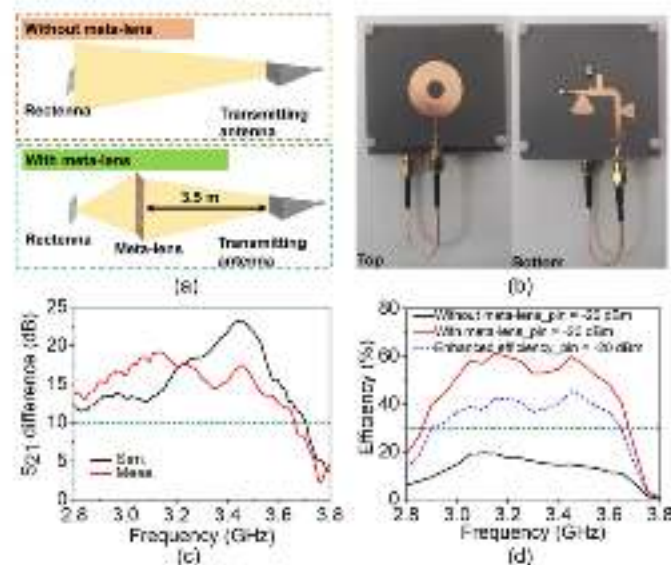 Without meta-lens
Rectenna
Transmitting
antenna
With meta-lens
3.5 m
Rectenna
Meta-lens
Transmitting
antenna
(a)
Top
Bottom
(b)
S21 difference (dB)
25
20
15
10
5
0
Sim.
Mea.
2.8 3.0 3.2 3.4 3.6 3.8
Frequency (GHz)
(c)
Efficiency (%)
80
60
40
20
0
Without meta-lens_pin = -20 dBm
With meta-lens_pin = -20 dBm
Enhanced efficiency_pin = -20 dBm
2.8 3.0 3.2 3.4 3.6 3.8
Frequency (GHz)
(d)